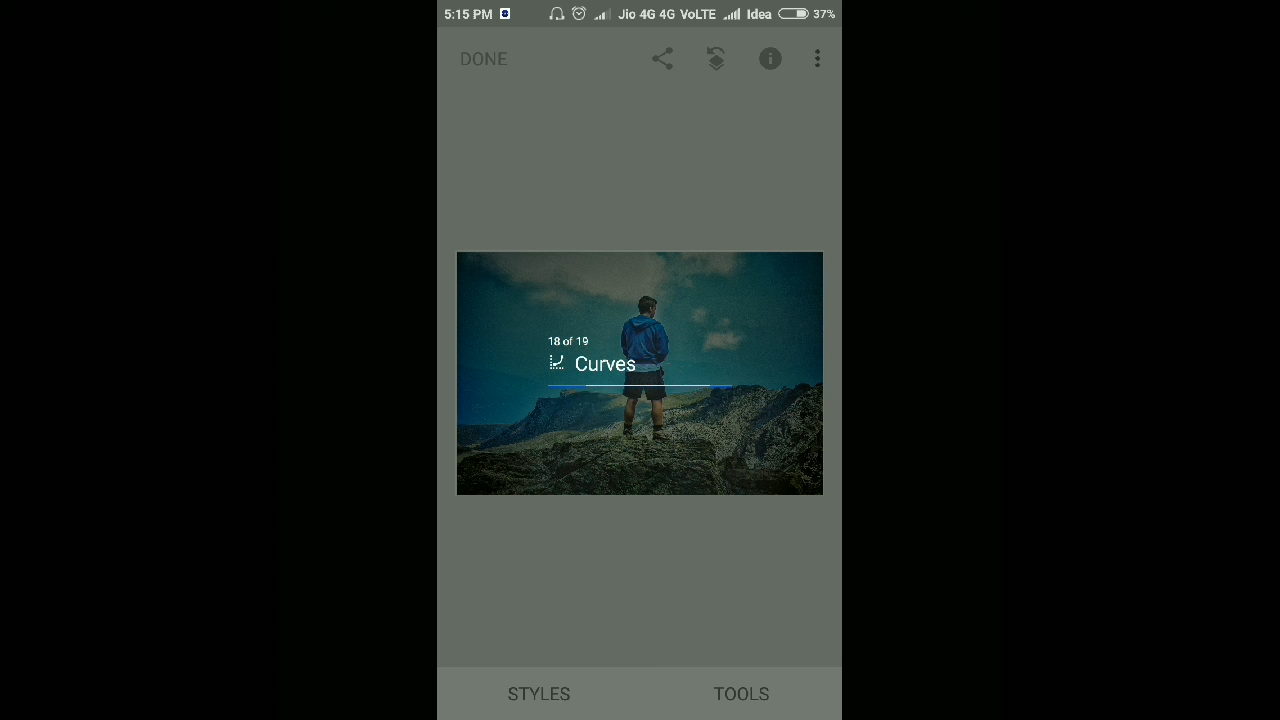 5:15 PM Jio 4G 4G VoLTE Idea 37%
DONE
18 of 19
Curves
STYLES TOOLS